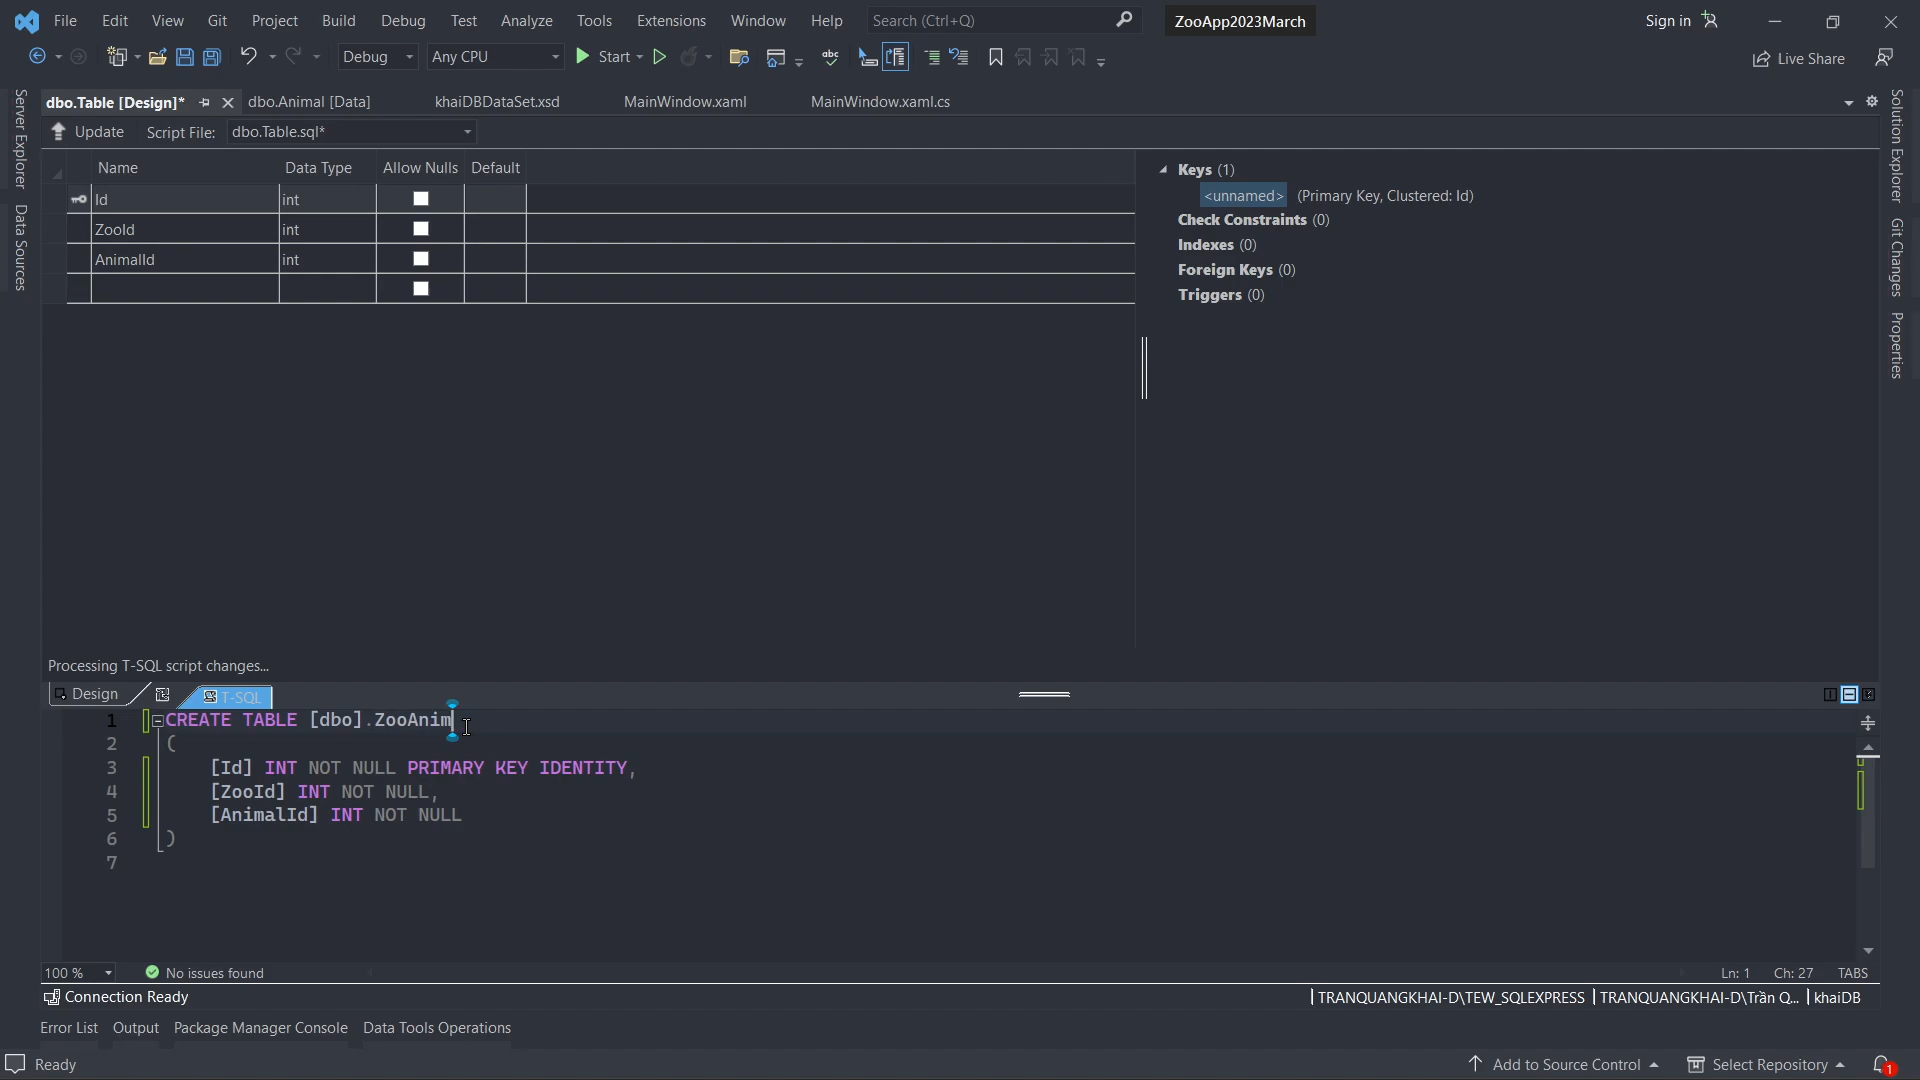 File Edit View Git Project Build Debug Test Analyze Tools Extensions Window Help Search (Ctrl+Q) ZooApp2023March Sign in
Debug Any CPU Start abc Live Share
dbo.Table [Design]* dbo.Animal [Data] khaiDBDataSet.xsd MainWindow.xaml MainWindow.xaml.cs
Update Script File: dbo.Table.sql*
Server Explorer
Data Sources
Solution Explorer
Git Changes
Properties
Name Data Type Allow Nulls Default
Id int
ZooId int
AnimalId int
Keys (1)
<unnamed> (Primary Key, Clustered: Id)
Check Constraints (0)
Indexes (0)
Foreign Keys (0)
Triggers (0)
Processing T-SQL script changes...
Design T-SQL
1 CREATE TABLE [dbo].ZooAnim
2 (
3 [Id] INT NOT NULL PRIMARY KEY IDENTITY,
4 [ZooId] INT NOT NULL,
5 [AnimalId] INT NOT NULL
6 )
7
100 % No issues found Ln: 1 Ch: 27 TABS
Connection Ready TRANQUANGKHAI-D\TEW_SQLEXPRESS TRANQUANGKHAI-D\Trần Q... khaiDB
Error List Output Package Manager Console Data Tools Operations
Ready Add to Source Control Select Repository 1